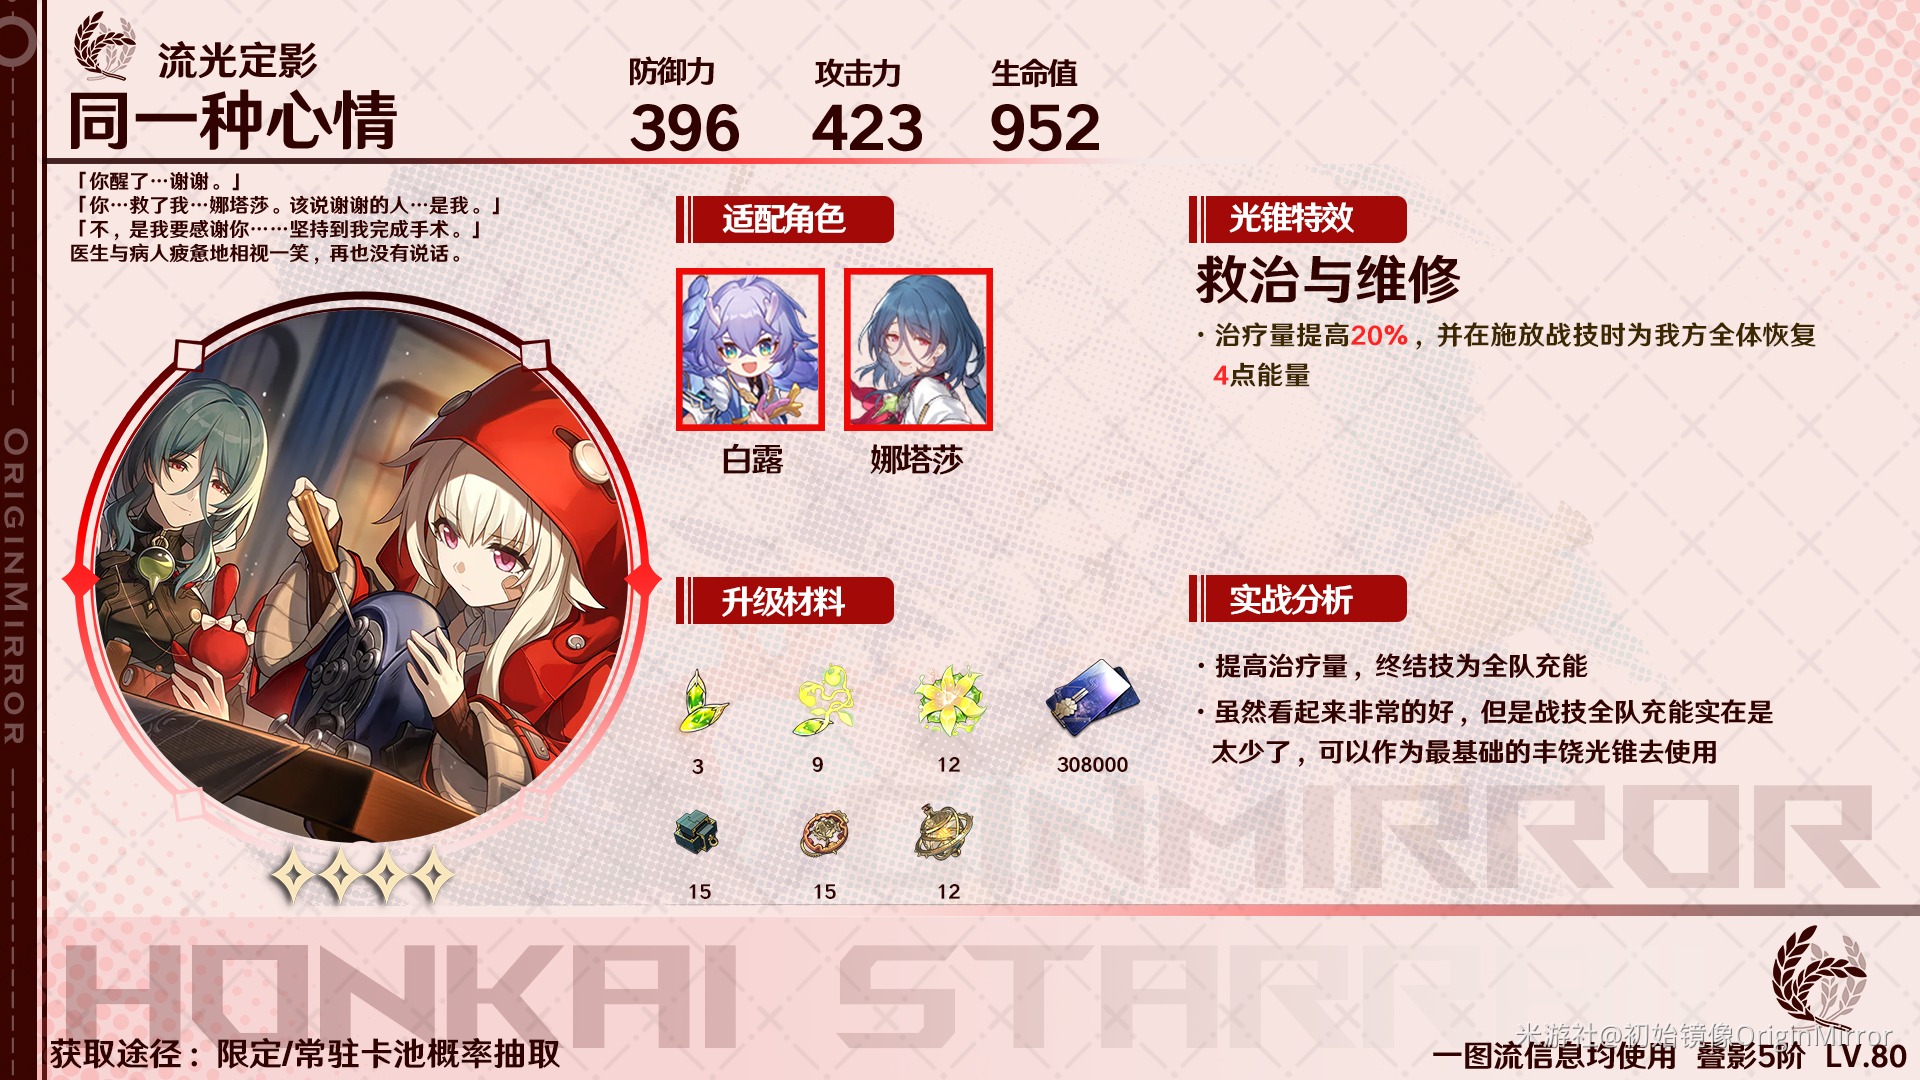 流光定影
同一种心情
防御力 攻击力 生命值
396 423 952
「你醒了…谢谢。」
「你…救了我…娜塔莎。该说谢谢的人…是我。」
「不，是我要感谢你……坚持到我完成手术。」
医生与病人疲惫地相视一笑，再也没有说话。
适配角色
白露 娜塔莎
光锥特效
救治与维修
·治疗量提高20%，并在施放战技时为我方全体恢复
4点能量
升级材料
3 9 12 308000
15 15 12
实战分析
·提高治疗量，终结技为全队充能
·虽然看起来非常的好，但是战技全队充能实在是
太少了，可以作为最基础的丰饶光锥去使用
ORIGINMIRROR
NMIRROR
HONKAI STARR
获取途径：限定/常驻卡池概率抽取
米游社@初始镜像OriginMirror
一图流信息均使用 叠影5阶 LV.80